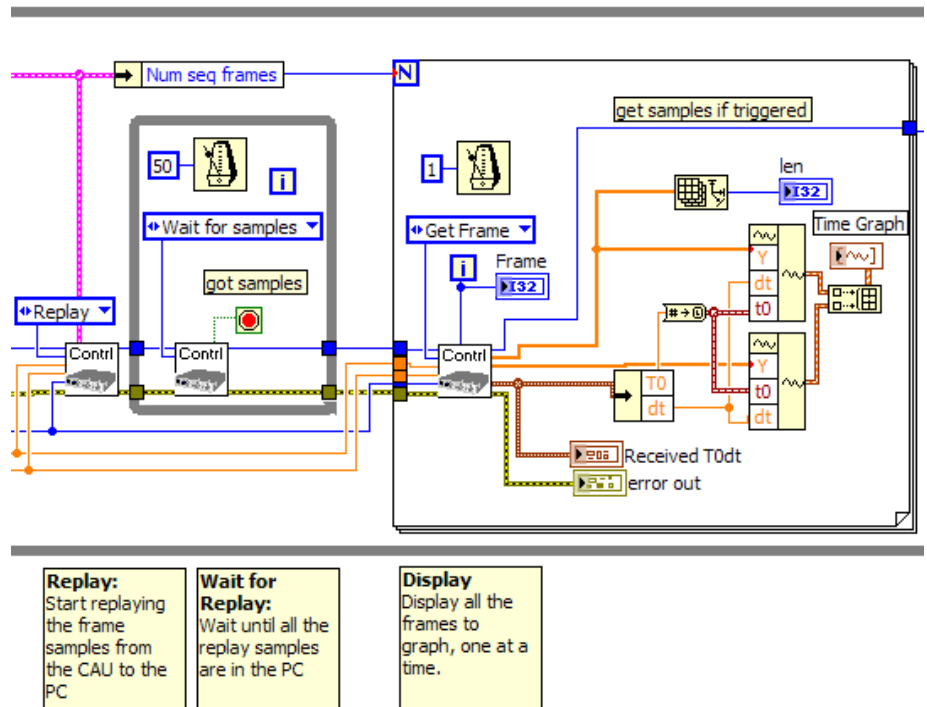 Num seq frames
N
get samples if triggered
50
i
1
len
I32
Wait for samples
Get Frame
Time Graph
i
Frame
I32
Y
dt
t0
got samples
Replay
# → [L]
Contrl
Contrl
Contrl
Y
t0
dt
T0
dt
Received T0dt
error out
Replay:
Start replaying
the frame
samples from
the CAU to the
PC
Wait for
Replay:
Wait until all the
replay samples
are in the PC
Display
Display all the
frames to
graph, one at a
time.